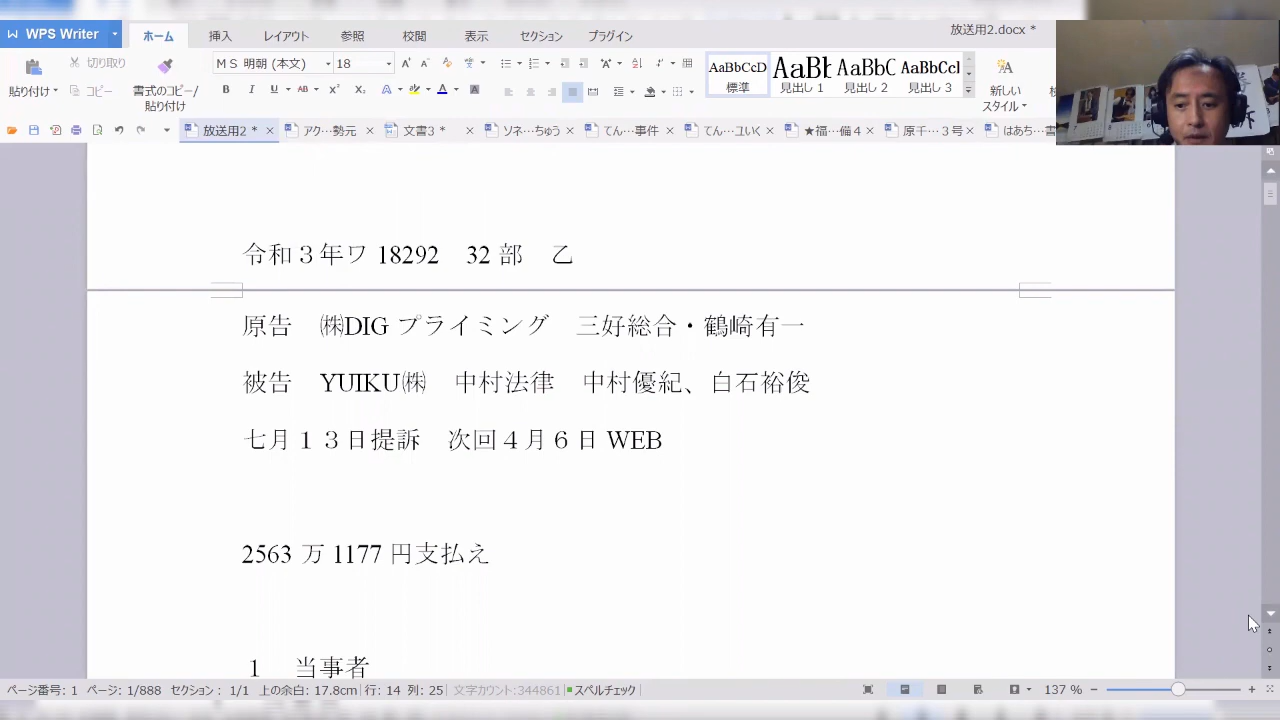 WPS Writer
ホーム
挿入
レイアウト
参照
校閲
表示
セクション
プラグイン
放送用2.docx *
貼り付け
切り取り
コピー
書式のコピー/
貼り付け
ＭＳ 明朝 (本文)
18
AaBbCcD
標準
AaBb
見出し 1
AaBbC
見出し 2
AaBbCcl
見出し 3
新しい
スタイル
放送用2 *
アク…勢示
文書3 *
ソネ…ちゅう
てん…事件
てん…ユいく
★福…備４
原千…３号
はあち…書
令和３年ワ 18292　32 部　乙
原告　㈱DIG プライミング　三好総合・鶴崎有一
被告　YUIKU㈱　中村法律　中村優紀、白石裕俊
七月１３日提訴　次回４月６日 WEB
2563 万 1177 円支払え
１　当事者
ページ番号: 1 ページ: 1/888 セクション: 1/1 上の余白: 17.8cm 行: 14 列: 25 文字カウント:344861 スペルチェック
137 %